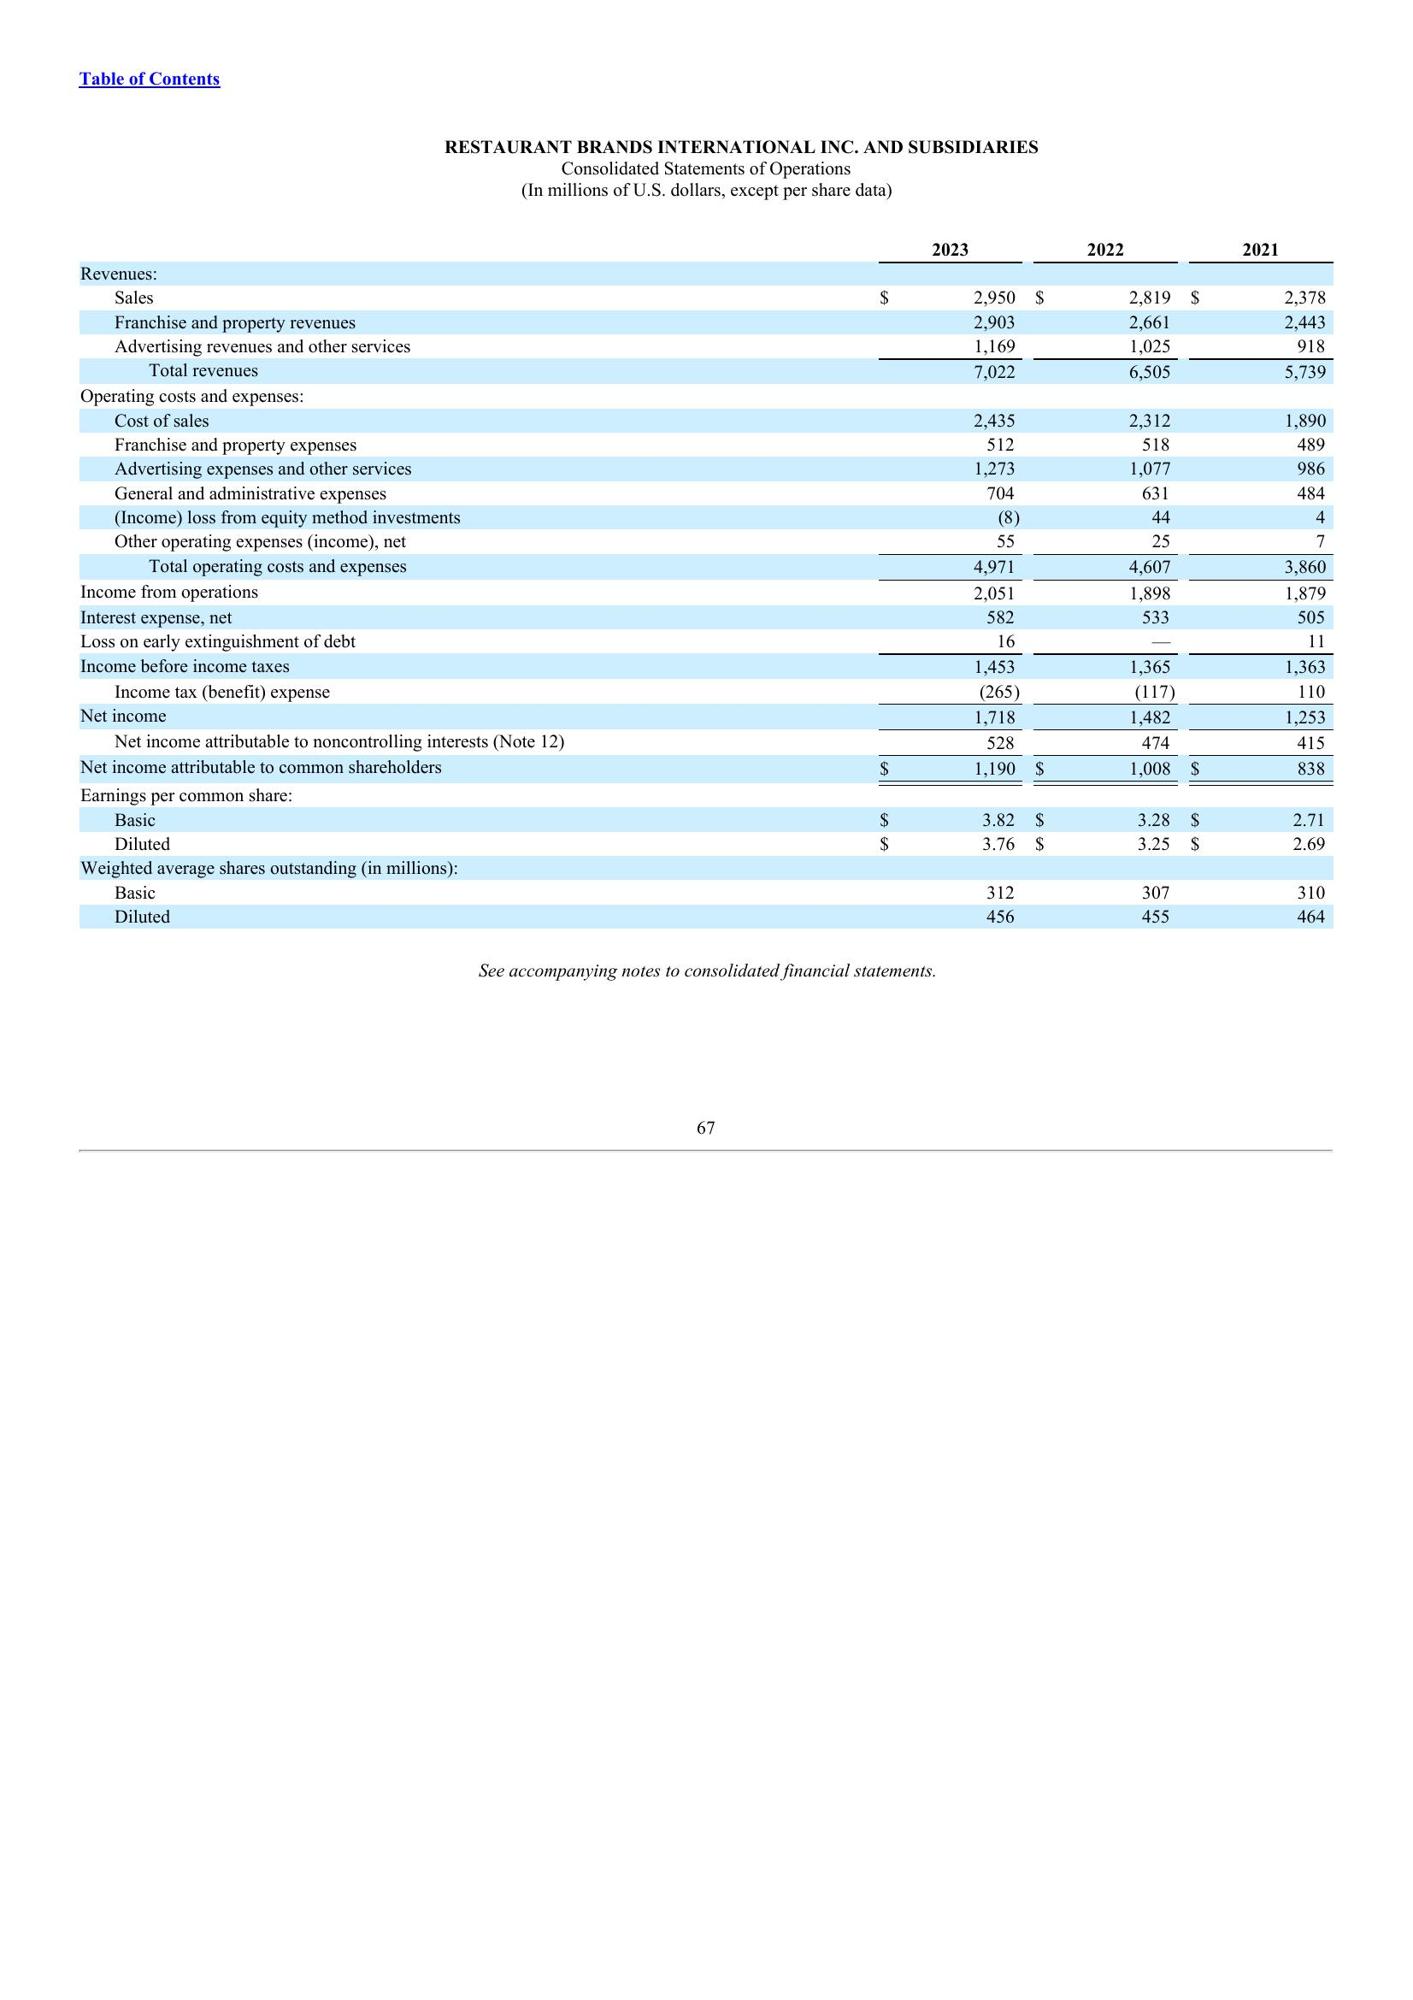 Table of Contents
RESTAURANT BRANDS INTERNATIONAL INC. AND SUBSIDIARIES
Consolidated Statements of Operations
(In millions of U.S. dollars, except per share data)
2023 2022 2021
Revenues:
Sales $ 2,950 $ 2,819 $ 2,378
Franchise and property revenues 2,903 2,661 2,443
Advertising revenues and other services 1,169 1,025 918
Total revenues 7,022 6,505 5,739
Operating costs and expenses:
Cost of sales 2,435 2,312 1,890
Franchise and property expenses 512 518 489
Advertising expenses and other services 1,273 1,077 986
General and administrative expenses 704 631 484
(Income) loss from equity method investments (8) 44 4
Other operating expenses (income), net 55 25 7
Total operating costs and expenses 4,971 4,607 3,860
Income from operations 2,051 1,898 1,879
Interest expense, net 582 533 505
Loss on early extinguishment of debt 16 — 11
Income before income taxes 1,453 1,365 1,363
Income tax (benefit) expense (265) (117) 110
Net income 1,718 1,482 1,253
Net income attributable to noncontrolling interests (Note 12) 528 474 415
Net income attributable to common shareholders $ 1,190 $ 1,008 $ 838
Earnings per common share:
Basic $ 3.82 $ 3.28 $ 2.71
Diluted $ 3.76 $ 3.25 $ 2.69
Weighted average shares outstanding (in millions):
Basic 312 307 310
Diluted 456 455 464
See accompanying notes to consolidated financial statements.
67